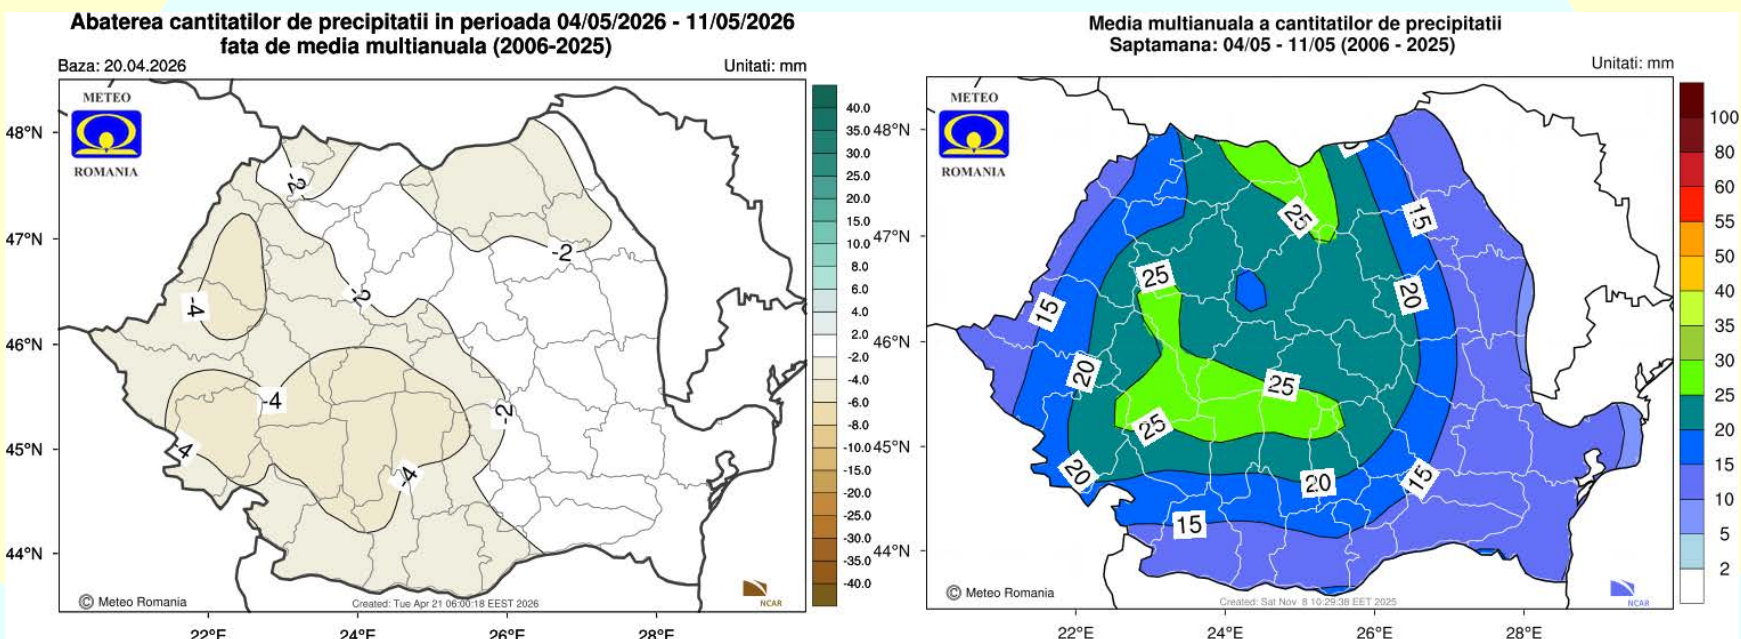 Abaterea cantitatilor de precipitatii in perioada 04/05/2026 - 11/05/2026
fata de media multianuala (2006-2025)
Baza: 20.04.2026
Unitati: mm
METEO
ROMANIA
48°N
47°N
46°N
45°N
44°N
22°E
24°E
26°E
28°E
-2
-2
-2
-4
-4
-2
-4
-4
40.0
35.0
30.0
25.0
20.0
15.0
10.0
8.0
6.0
4.0
2.0
-2.0
-4.0
-6.0
-8.0
-10.0
-15.0
-20.0
-25.0
-30.0
-35.0
-40.0
© Meteo Romania
Created: Tue Apr 21 06:00:18 EEST 2026
NCAR
Media multianuala a cantitatilor de precipitatii
Saptamana: 04/05 - 11/05 (2006 - 2025)
Unitati: mm
METEO
ROMANIA
48°N
47°N
46°N
45°N
44°N
22°E
24°E
26°E
28°E
25
15
25
20
15
20
25
25
20
20
15
15
100
80
60
55
50
40
35
30
25
20
15
10
5
2
© Meteo Romania
Created: Sat Nov 8 10:29:38 EET 2025
NCAR